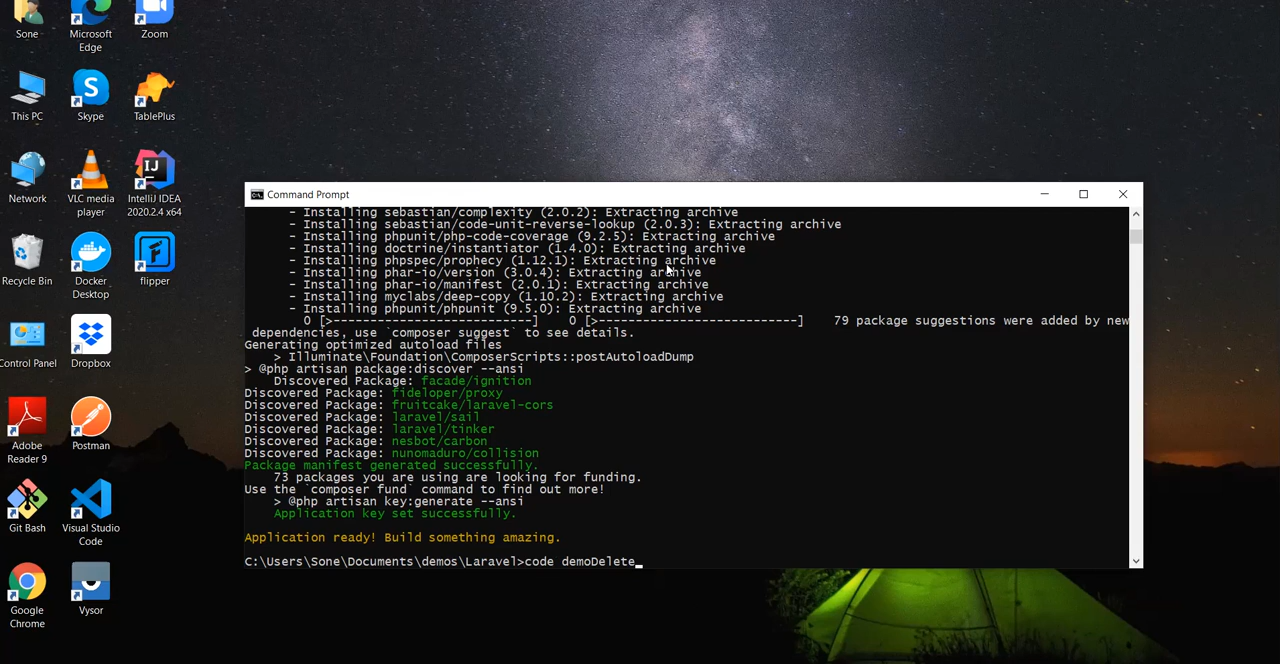 Sone
Microsoft
Edge
Zoom
This PC
Skype
TablePlus
Network
VLC media
player
IntelliJ IDEA
2020.2.4 x64
Recycle Bin
Docker
Desktop
flipper
Control Panel
Dropbox
Adobe
Reader 9
Postman
Git Bash
Visual Studio
Code
Google
Chrome
Vysor
Command Prompt
- Installing sebastian/complexity (2.0.2): Extracting archive
- Installing sebastian/code-unit-reverse-lookup (2.0.3): Extracting archive
- Installing phpunit/php-code-coverage (9.2.5): Extracting archive
- Installing doctrine/instantiator (1.4.0): Extracting archive
- Installing phpspec/prophecy (1.12.1): Extracting archive
- Installing phar-io/version (3.0.4): Extracting archive
- Installing phar-io/manifest (2.0.1): Extracting archive
- Installing myclabs/deep-copy (1.10.2): Extracting archive
- Installing phpunit/phpunit (9.5.0): Extracting archive
0 [>---------------------------] 0 [>---------------------------] 79 package suggestions were added by new
dependencies, use `composer suggest` to see details.
Generating optimized autoload files
> Illuminate\Foundation\ComposerScripts::postAutoloadDump
> @php artisan package:discover --ansi
Discovered Package: facade/ignition
Discovered Package: fideloper/proxy
Discovered Package: fruitcake/laravel-cors
Discovered Package: laravel/sail
Discovered Package: laravel/tinker
Discovered Package: nesbot/carbon
Discovered Package: nunomaduro/collision
Package manifest generated successfully.
73 packages you are using are looking for funding.
Use the `composer fund` command to find out more!
> @php artisan key:generate --ansi
Application key set successfully.
Application ready! Build something amazing.
C:\Users\Sone\Documents\demos\Laravel>code demoDelete